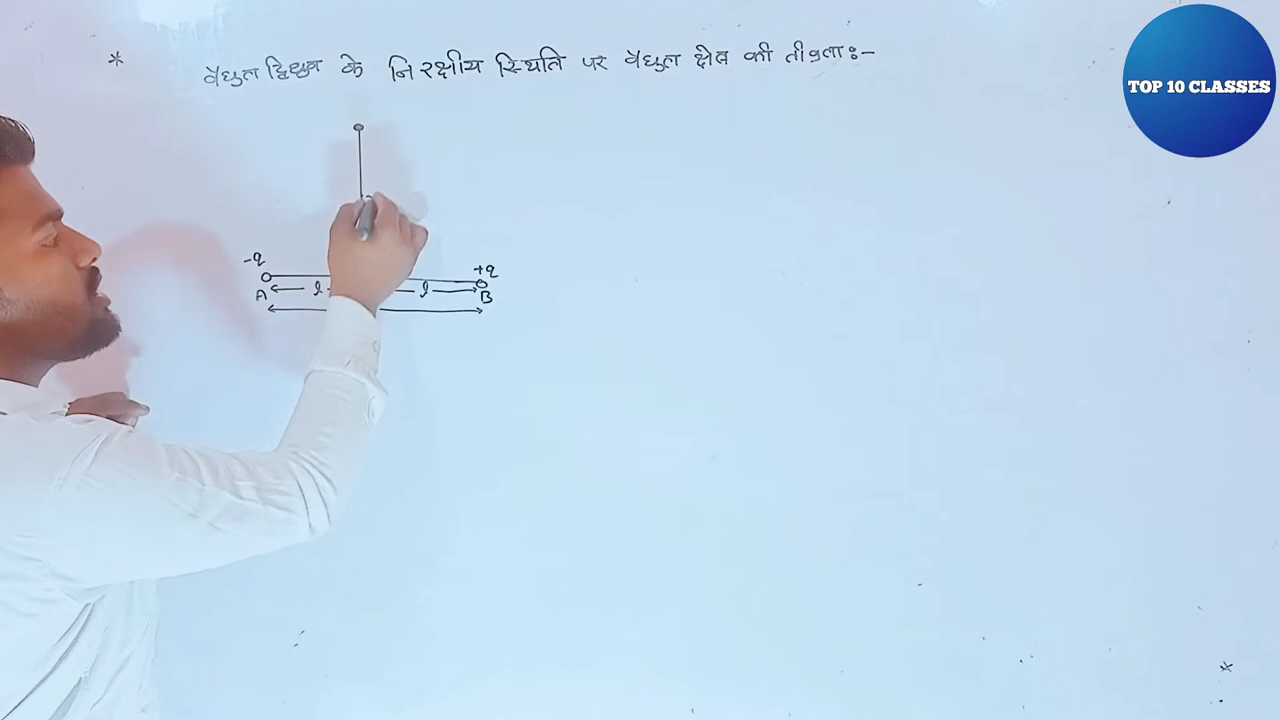 * वैद्युत द्विध्रुव के निरक्षीय स्थिति पर वैद्युत क्षेत्र की तीव्रता:-
TOP 10 CLASSES
-q +q
A l l B
*